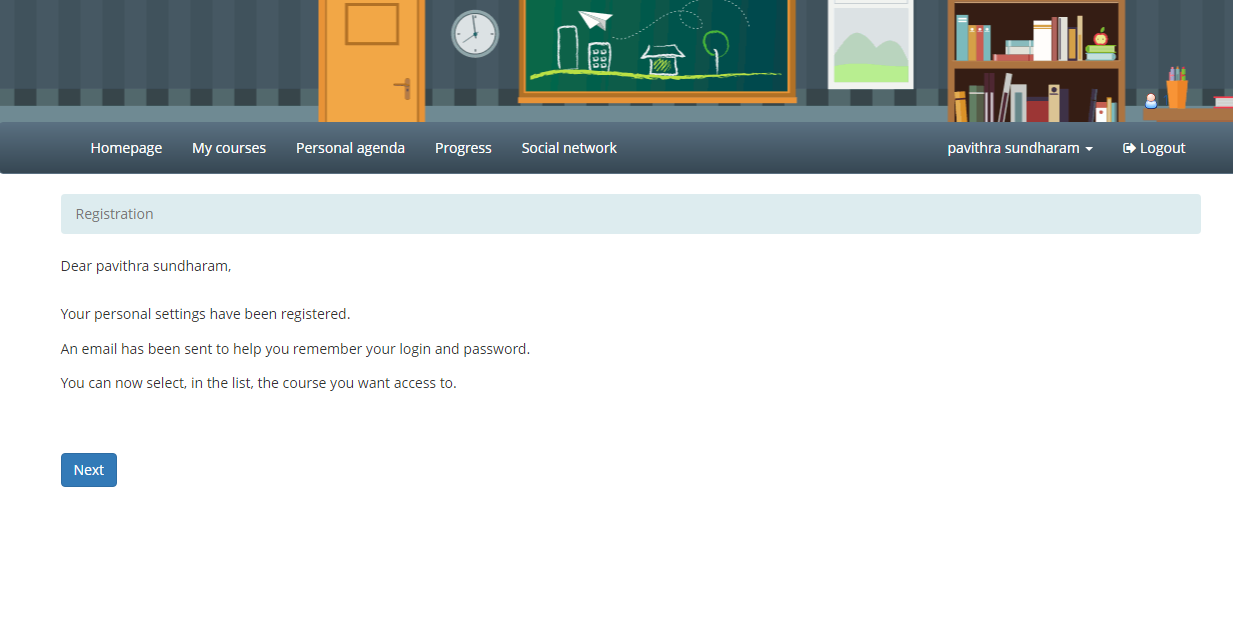 Homepage My courses Personal agenda Progress Social network pavithra sundharam Logout
Registration
Dear pavithra sundharam,
Your personal settings have been registered.
An email has been sent to help you remember your login and password.
You can now select, in the list, the course you want access to.
Next